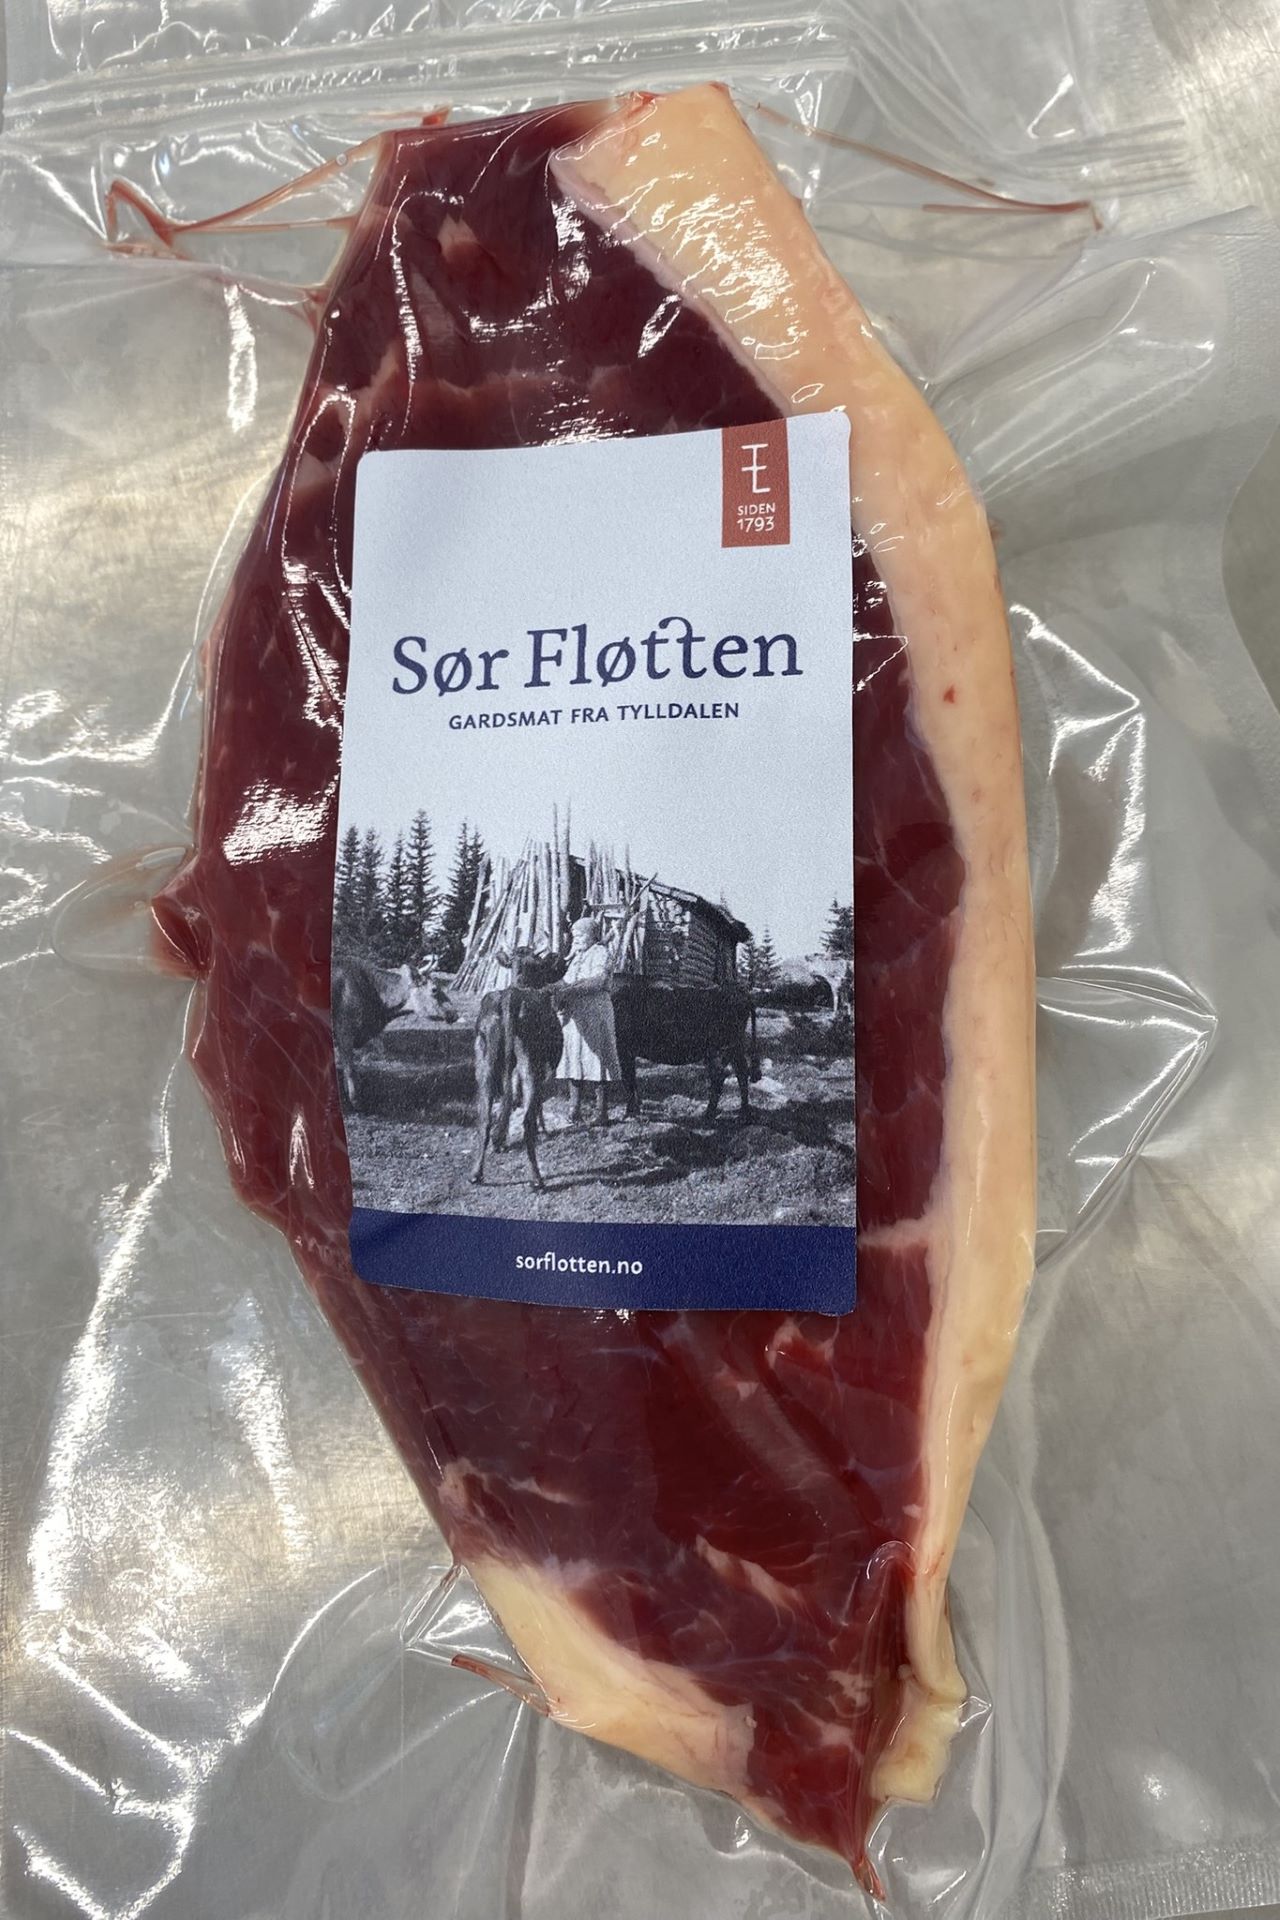 SIDEN
1793
Sør Fløtten
GARDSMAT FRA TYLLDALEN
sorflotten.no